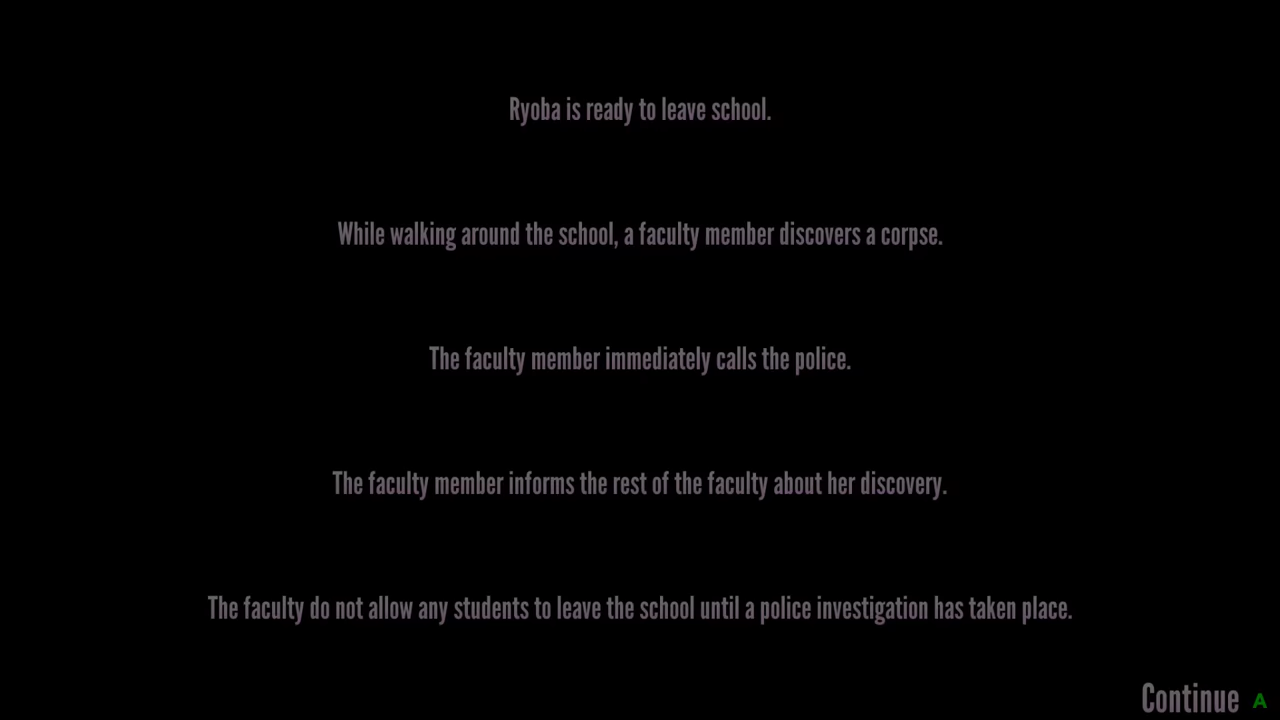 Ryoba is ready to leave school.
While walking around the school, a faculty member discovers a corpse.
The faculty member immediately calls the police.
The faculty member informs the rest of the faculty about her discovery.
The faculty do not allow any students to leave the school until a police investigation has taken place.
Continue A